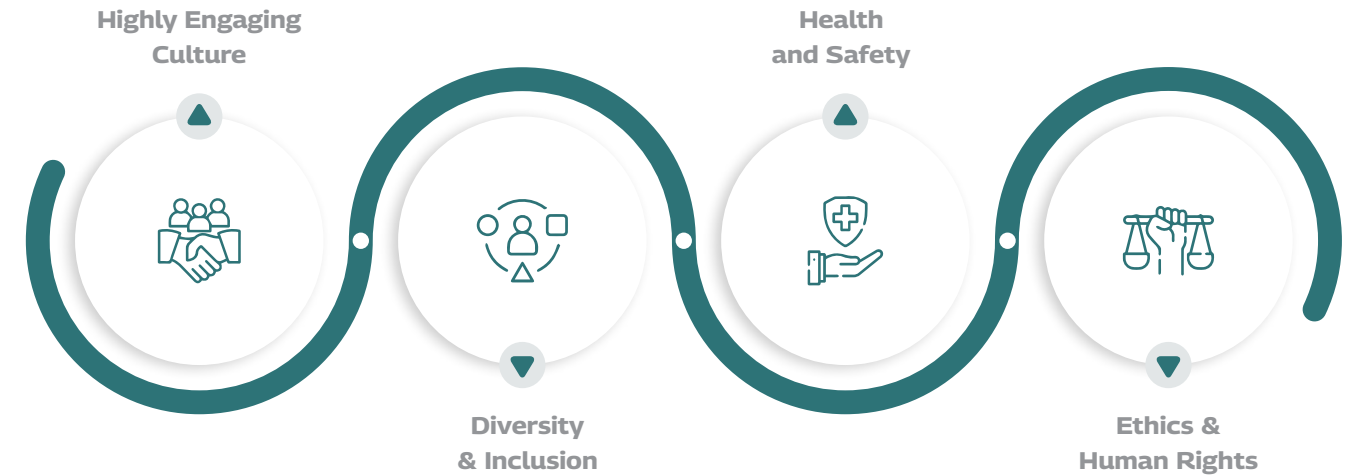 Highly Engaging
Culture
Health
and Safety
Diversity
& Inclusion
Ethics &
Human Rights